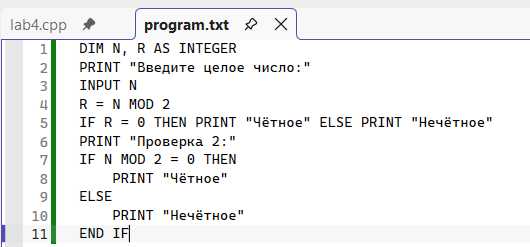 lab4.cpp program.txt
1 DIM N, R AS INTEGER
2 PRINT "Введите целое число:"
3 INPUT N
4 R = N MOD 2
5 IF R = 0 THEN PRINT "Чётное" ELSE PRINT "Нечётное"
6 PRINT "Проверка 2:"
7 IF N MOD 2 = 0 THEN
8     PRINT "Чётное"
9 ELSE
10     PRINT "Нечётное"
11 END IF